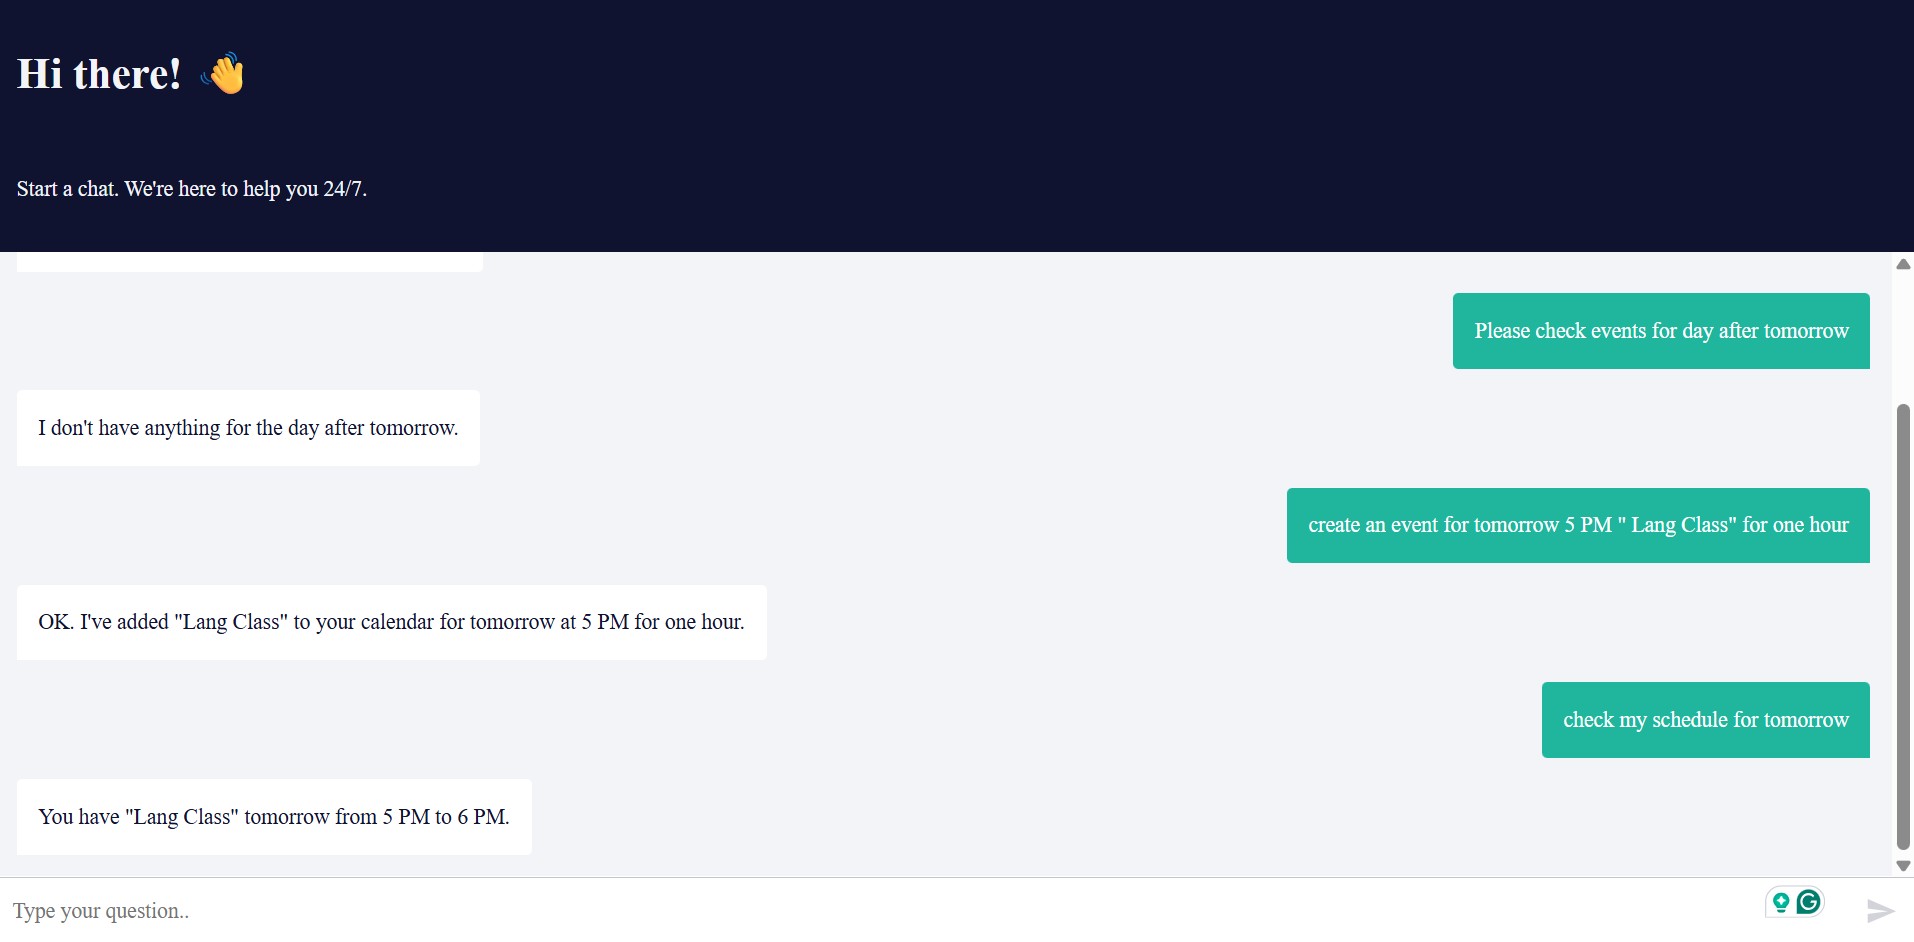 Hi there! 👋
Start a chat. We're here to help you 24/7.
Please check events for day after tomorrow
I don't have anything for the day after tomorrow.
create an event for tomorrow 5 PM " Lang Class" for one hour
OK. I've added "Lang Class" to your calendar for tomorrow at 5 PM for one hour.
check my schedule for tomorrow
You have "Lang Class" tomorrow from 5 PM to 6 PM.
Type your question..